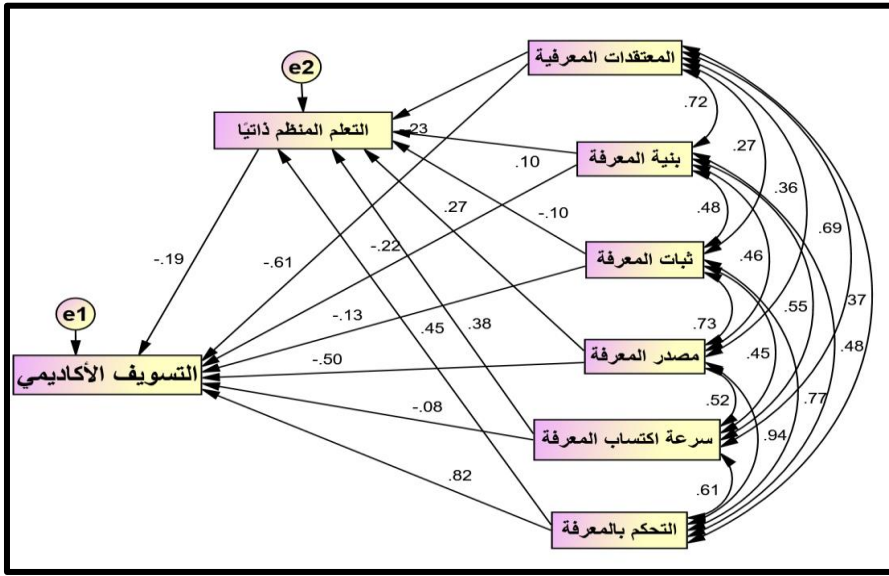 المعتقدات المعرفية
e2
التعلم المنظم ذاتيًا
.72
.23
بنية المعرفة
.27
.10
.36
.27
-.10
.48
.69
-.22
ثبات المعرفة
.46
-.19
-.61
.55
.37
e1
-.13
.38
.73
.45
.48
.45
-.50
مصدر المعرفة
التسويف الأكاديمي
.52
.77
-.08
سرعة اكتساب المعرفة
.94
.82
.61
التحكم بالمعرفة